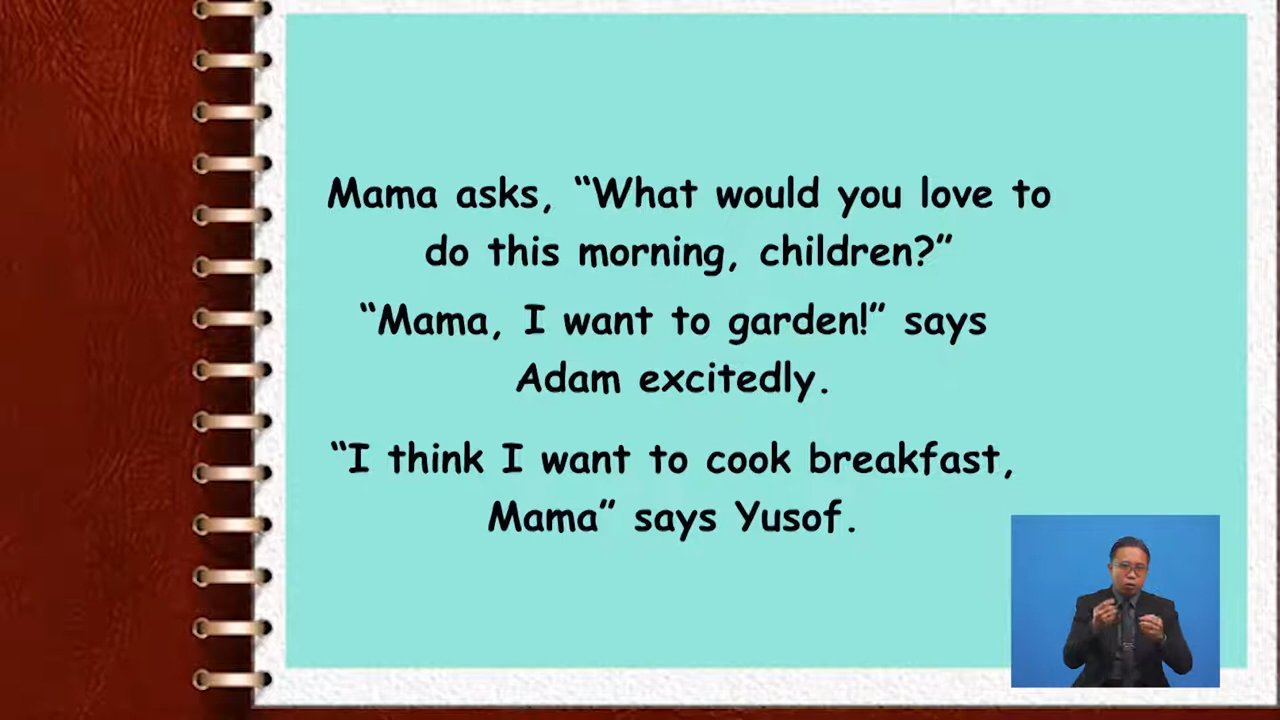 Mama asks, “What would you love to
do this morning, children?”
“Mama, I want to garden!” says
Adam excitedly.
“I think I want to cook breakfast,
Mama” says Yusof.